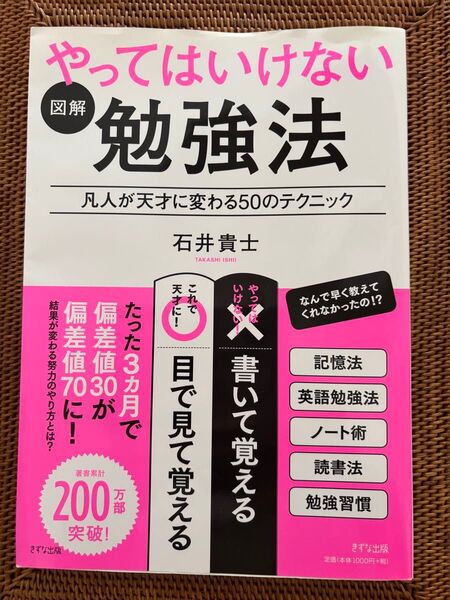 やってはいけない
図解
勉強法
凡人が天才に変わる50のテクニック
石井貴士
TAKASHI ISHII
なんで早く教えて
くれなかったの!?
やっては
いけない!
×
書いて覚える
これで
天才に!
○
目で見て覚える
たった3ヵ月で
偏差値30が
偏差値70に!
結果が変わる努力のやり方とは?
記憶法
英語勉強法
ノート術
読書法
勉強習慣
著書累計
200万部
突破!
きずな出版
きずな出版
定価(本体1000円+税)